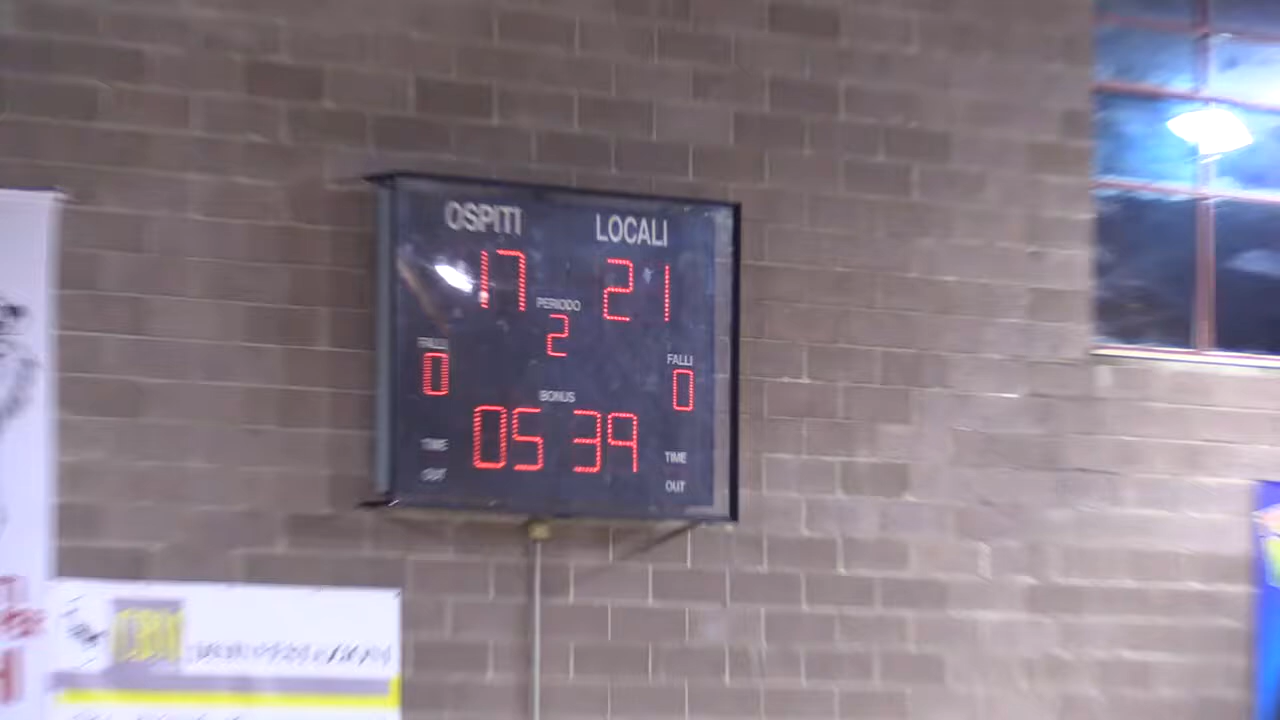 OSPITI LOCALI
17 21
PERIODO
2
FALLI FALLI
0 0
BONUS
05 39
TIME TIME
OUT OUT